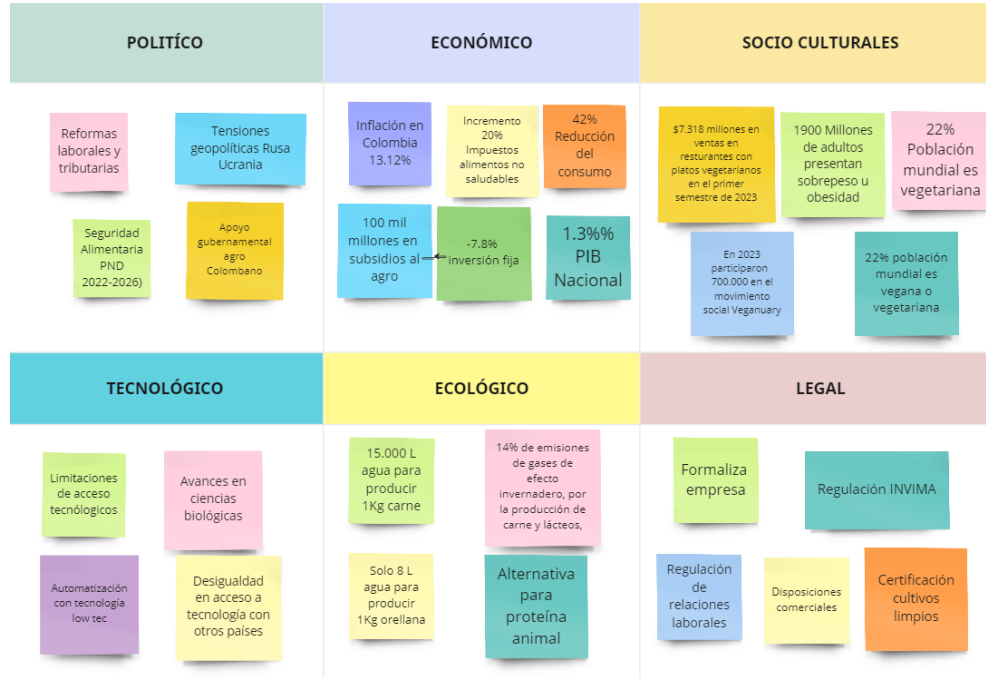 POLITÍCO
ECONÓMICO
SOCIO CULTURALES
Reformas
laborales y
tributarias
Tensiones
geopolíticas Rusa
Ucrania
Seguridad
Alimentaria
PND
2022-2026)
Apoyo
gubernamental
agro
Colombano
Inflación en
Colombia
13.12%
Incremento
20%
Impuestos
alimentos no
saludables
42%
Reducción
del
consumo
100 mil
millones en
subsidios al
agro
-7.8%
inversión fija
1.3%%
PIB
Nacional
$7.318 millones en
ventas en
resturantes con
platos vegetarianos
en el primer
semestre de 2023
1900 Millones
de adultos
presentan
sobrepeso u
obesidad
22%
Población
mundial es
vegetariana
En 2023
participaron
700.000 en el
movimiento
social Veganuary
22% población
mundial es
vegana o
vegetariana
TECNOLÓGICO
ECOLÓGICO
LEGAL
Limitaciones
de acceso
tecnólogicos
Avances en
ciencias
biológicas
Automatización
con tecnología
low tec
Desigualdad
en acceso a
tecnología con
otros países
15.000 L
agua para
producir
1Kg carne
14% de emisiones
de gases de
efecto
invernadero, por
la producción de
carne y lácteos,
Solo 8 L
agua para
producir
1Kg orellana
Alternativa
para
proteína
animal
Formaliza
empresa
Regulación INVIMA
Regulación
de
relaciones
laborales
Disposiciones
comerciales
Certificación
cultivos
limpios